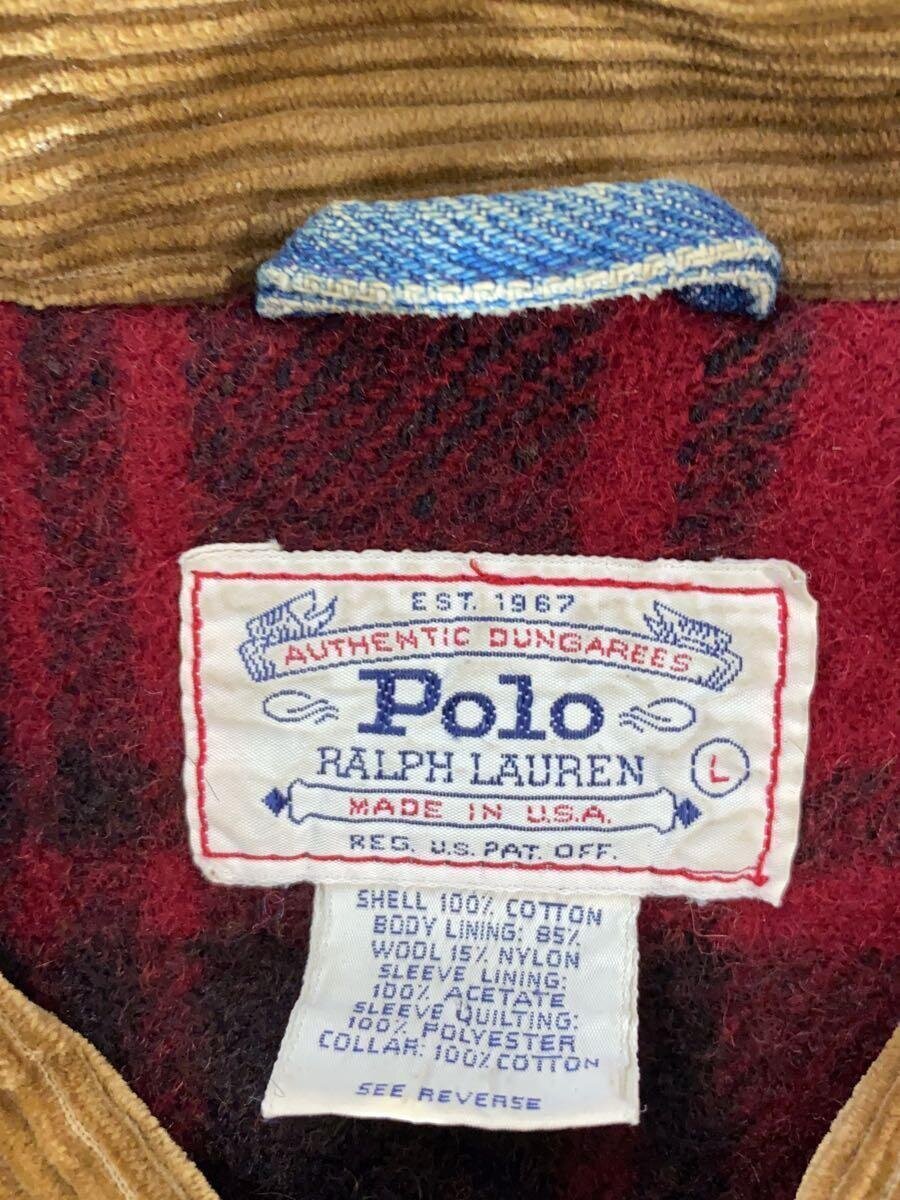 EST. 1967
AUTHENTIC DUNGAREES
Polo
RALPH LAUREN
L
MADE IN U.S.A.
REG. U.S. PAT. OFF.
SHELL 100% COTTON
BODY LINING: 85%
WOOL 15% NYLON
SLEEVE LINING:
100% ACETATE
SLEEVE QUILTING:
100% POLYESTER
COLLAR: 100% COTTON
SEE REVERSE